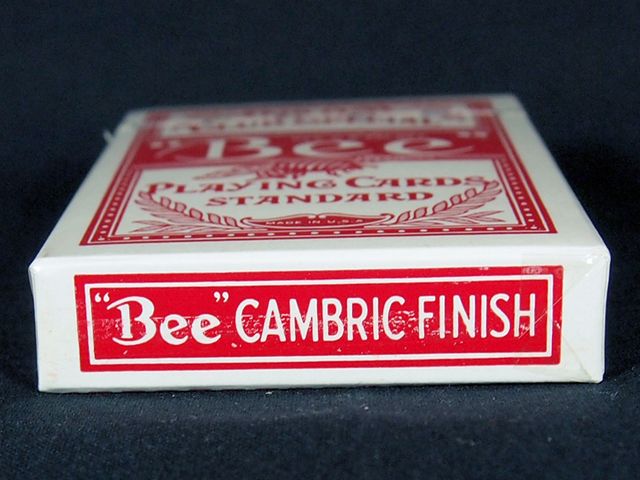 "Bee"
PLAYING CARDS
STANDARD
MADE IN U.S.A.
"Bee" CAMBRIC FINISH